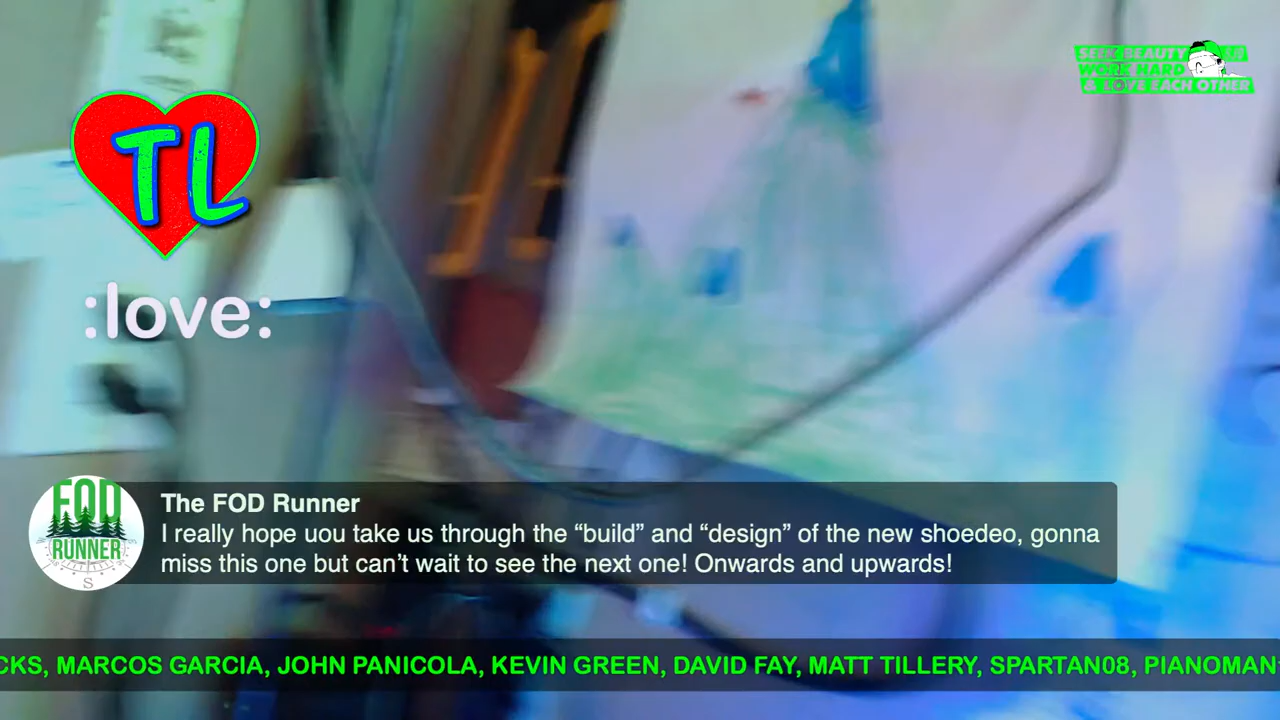 SEEK BEAUTY
WORK HARD
& LOVE EACH OTHER
TL
:love:
FOD
RUNNER
S
The FOD Runner
I really hope uou take us through the “build” and “design” of the new shoedeo, gonna
miss this one but can’t wait to see the next one! Onwards and upwards!
CKS, MARCOS GARCIA, JOHN PANICOLA, KEVIN GREEN, DAVID FAY, MATT TILLERY, SPARTAN08, PIANOMAN